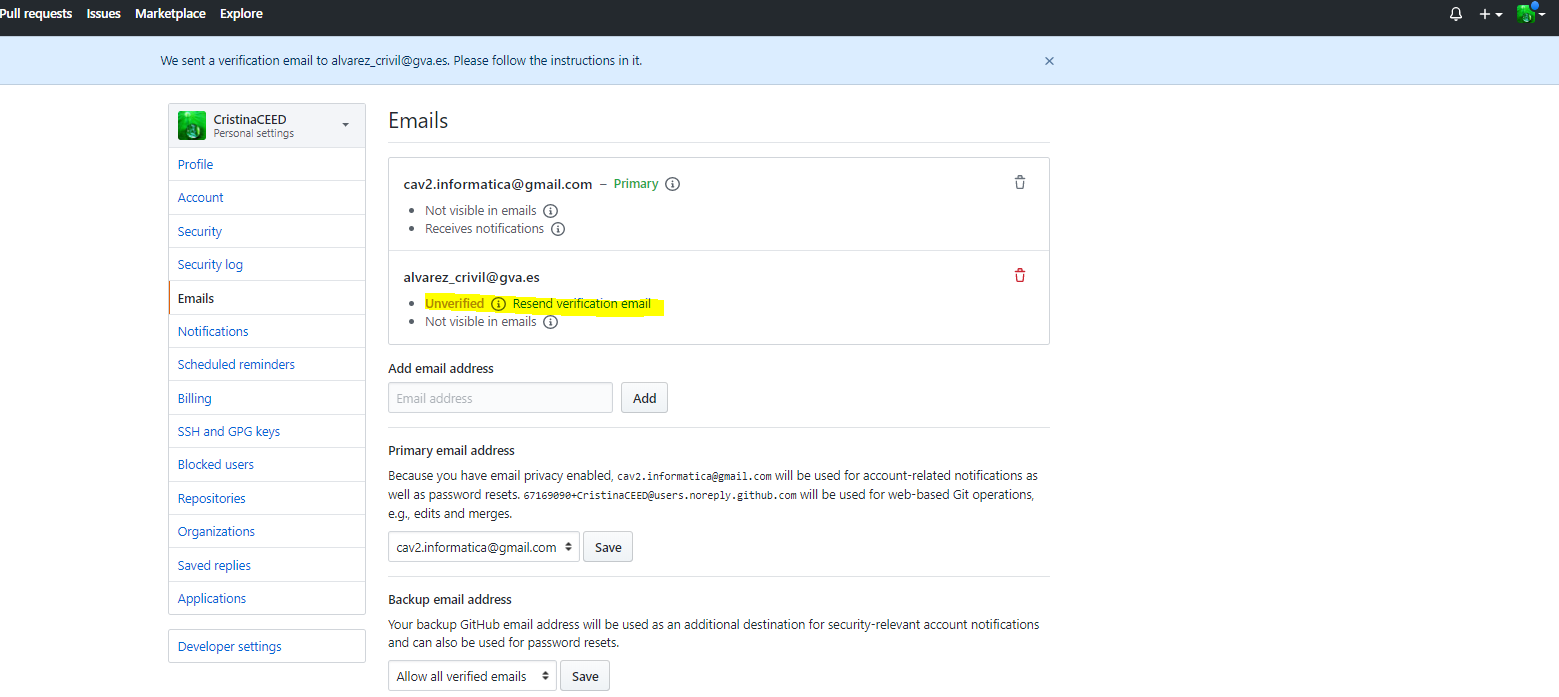 Pull requests Issues Marketplace Explore
We sent a verification email to alvarez_crivil@gva.es. Please follow the instructions in it.
CristinaCEED
Personal settings
Profile
Account
Security
Security log
Emails
Notifications
Scheduled reminders
Billing
SSH and GPG keys
Blocked users
Repositories
Organizations
Saved replies
Applications
Developer settings
Emails
cav2.informatica@gmail.com – Primary
Not visible in emails
Receives notifications
alvarez_crivil@gva.es
Unverified Resend verification email
Not visible in emails
Add email address
Email address Add
Primary email address
Because you have email privacy enabled, cav2.informatica@gmail.com will be used for account-related notifications as
well as password resets. 67169090+CristinaCEED@users.noreply.github.com will be used for web-based Git operations,
e.g., edits and merges.
cav2.informatica@gmail.com Save
Backup email address
Your backup GitHub email address will be used as an additional destination for security-relevant account notifications
and can also be used for password resets.
Allow all verified emails Save